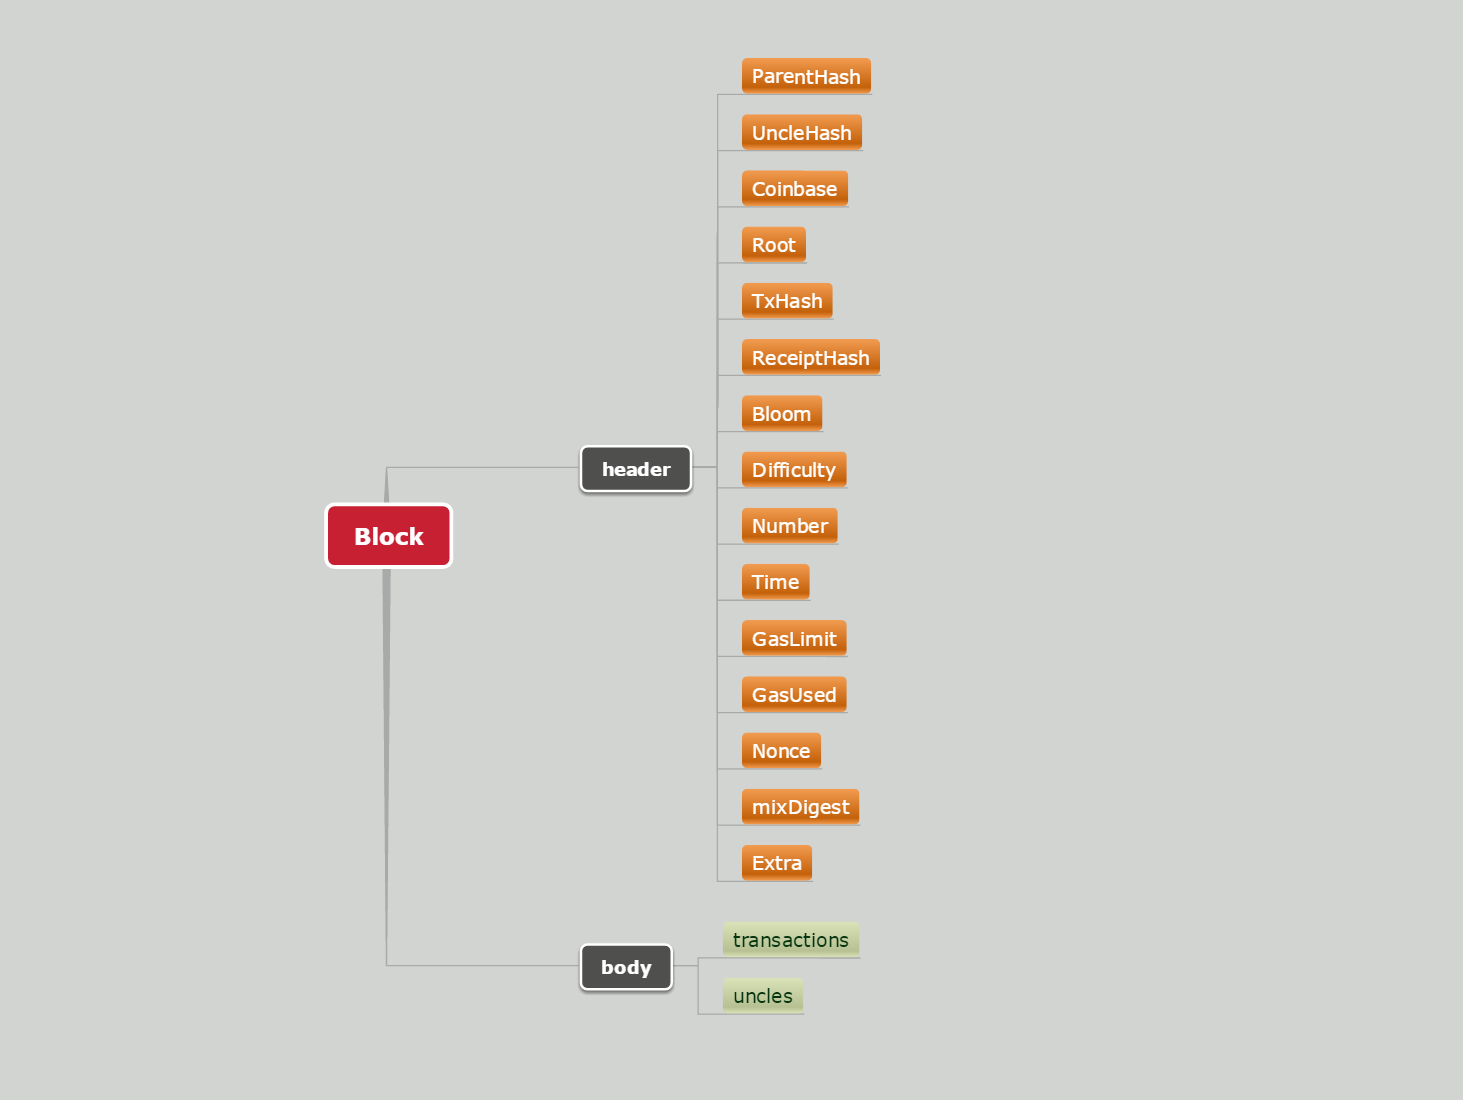 Block
header
ParentHash
UncleHash
Coinbase
Root
TxHash
ReceiptHash
Bloom
Difficulty
Number
Time
GasLimit
GasUsed
Nonce
mixDigest
Extra
body
transactions
uncles